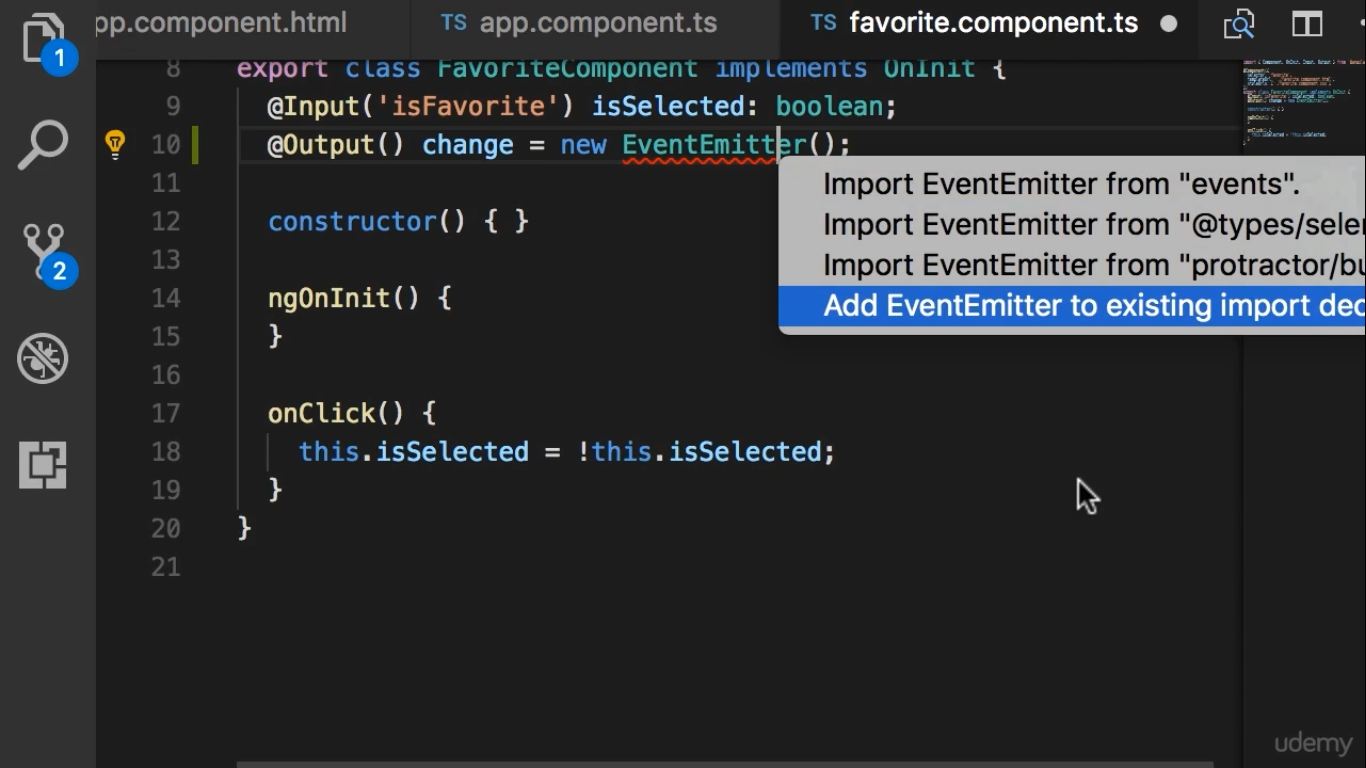 pp.component.html
TS app.component.ts
TS favorite.component.ts
1
2
8 export class FavoriteComponent implements OnInit {
9 @Input('isFavorite') isSelected: boolean;
10 @Output() change = new EventEmitter();
11
12 constructor() { }
13
14 ngOnInit() {
15 }
16
17 onClick() {
18 this.isSelected = !this.isSelected;
19 }
20 }
21
Import EventEmitter from "events".
Import EventEmitter from "@types/seler
Import EventEmitter from "protractor/bu
Add EventEmitter to existing import dec
udemy